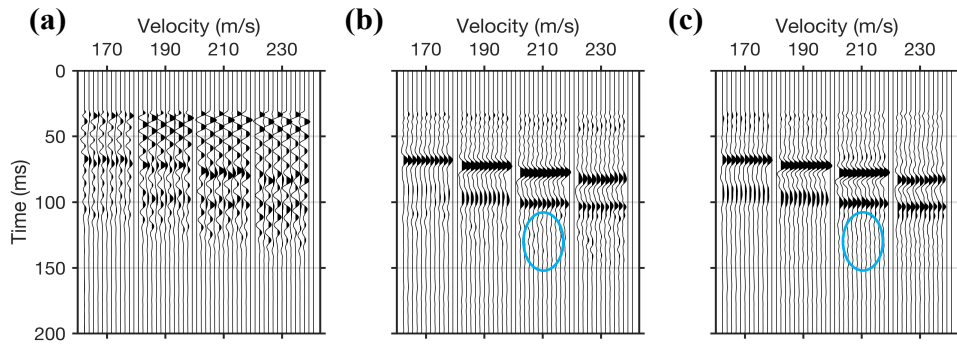 (a) (b) (c)
Velocity (m/s) Velocity (m/s) Velocity (m/s)
170 190 210 230 170 190 210 230 170 190 210 230
0
50
100
150
200
Time (ms)